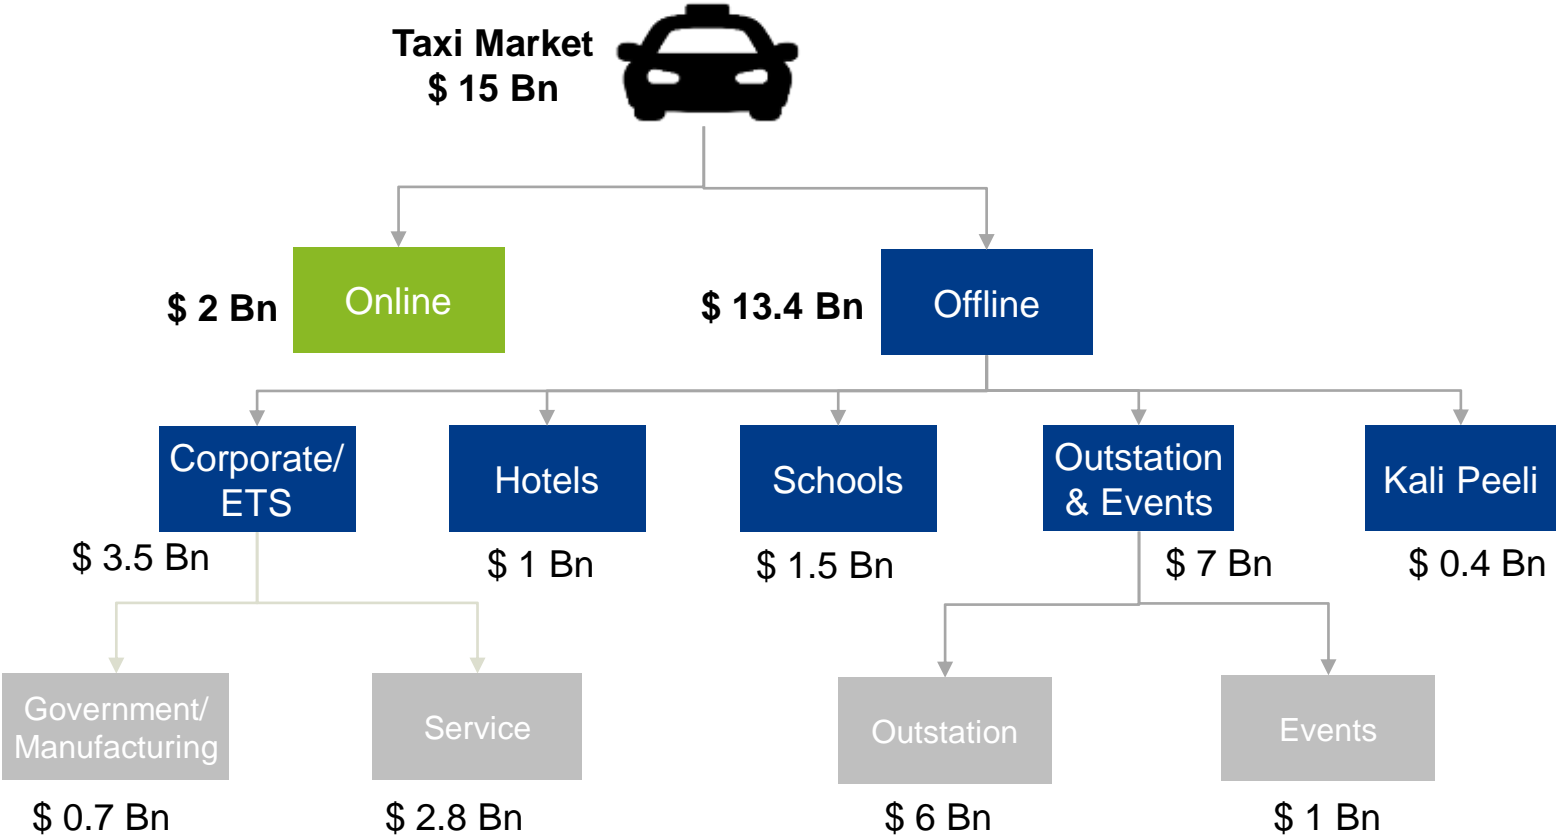 Taxi Market
$ 15 Bn
$ 2 Bn
Online
$ 13.4 Bn
Offline
Corporate/
ETS
Hotels
Schools
Outstation
& Events
Kali Peeli
$ 3.5 Bn
$ 1 Bn
$ 1.5 Bn
$ 7 Bn
$ 0.4 Bn
Government/
Manufacturing
Service
Outstation
Events
$ 0.7 Bn
$ 2.8 Bn
$ 6 Bn
$ 1 Bn